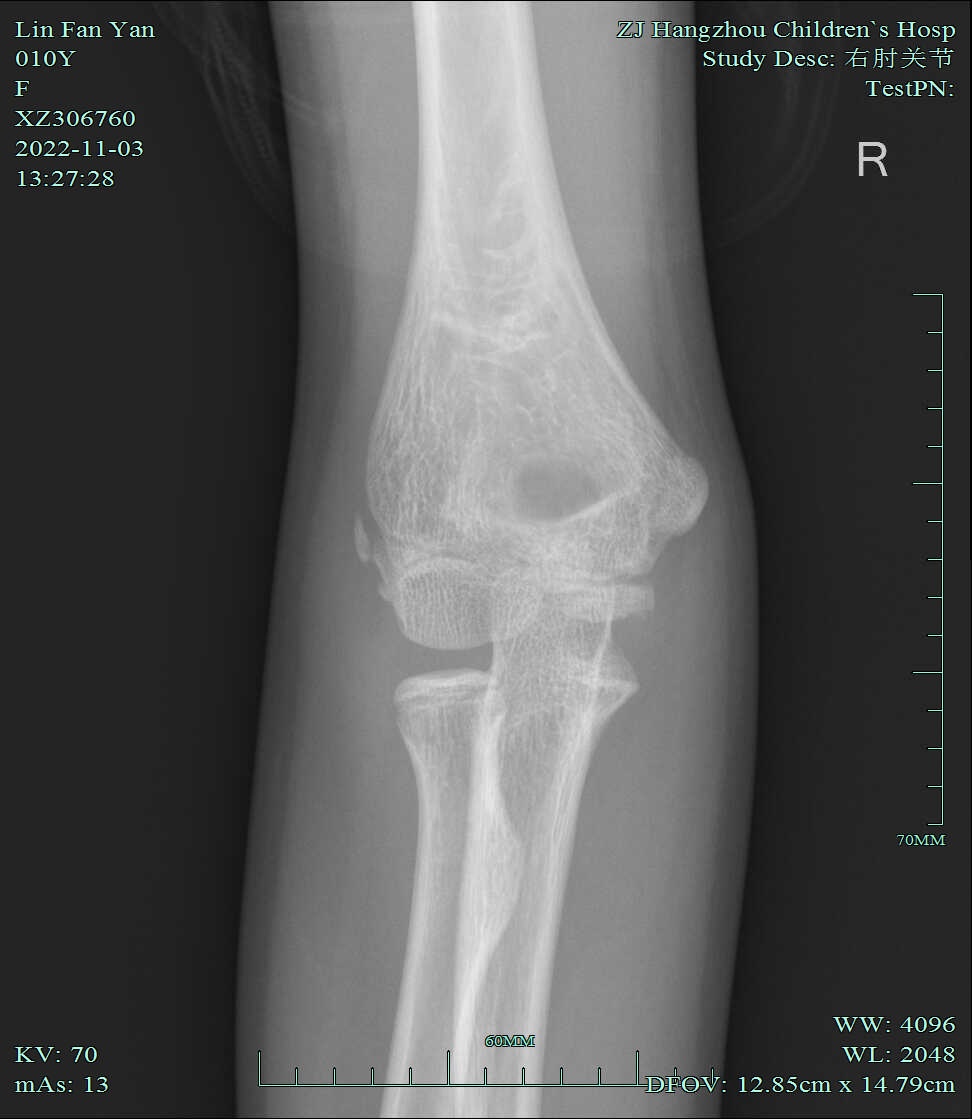 Lin Fan Yan
010Y
F
XZ306760
2022-11-03
13:27:28
ZJ Hangzhou Children`s Hosp
Study Desc: 右肘关节
TestPN:
R
70MM
60MM
KV: 70
mAs: 13
WW: 4096
WL: 2048
DFOV: 12.85cm x 14.79cm